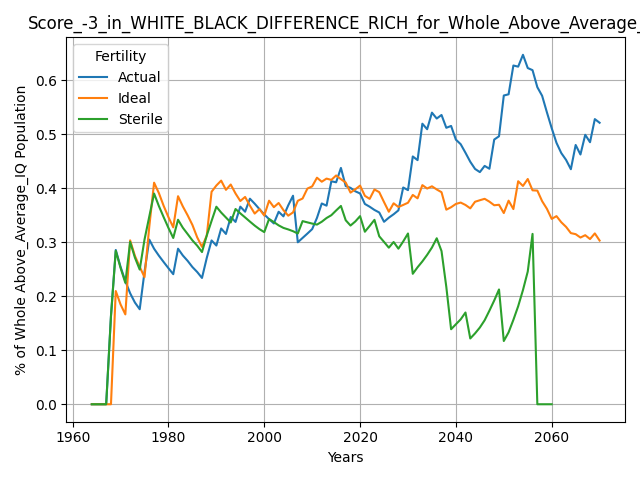 Score_-3_in_WHITE_BLACK_DIFFERENCE_RICH_for_Whole_Above_Average_
Fertility
Actual
Ideal
Sterile
% of Whole Above_Average_IQ Population
0.6
0.5
0.4
0.3
0.2
0.1
0.0
1960 1980 2000 2020 2040 2060
Years